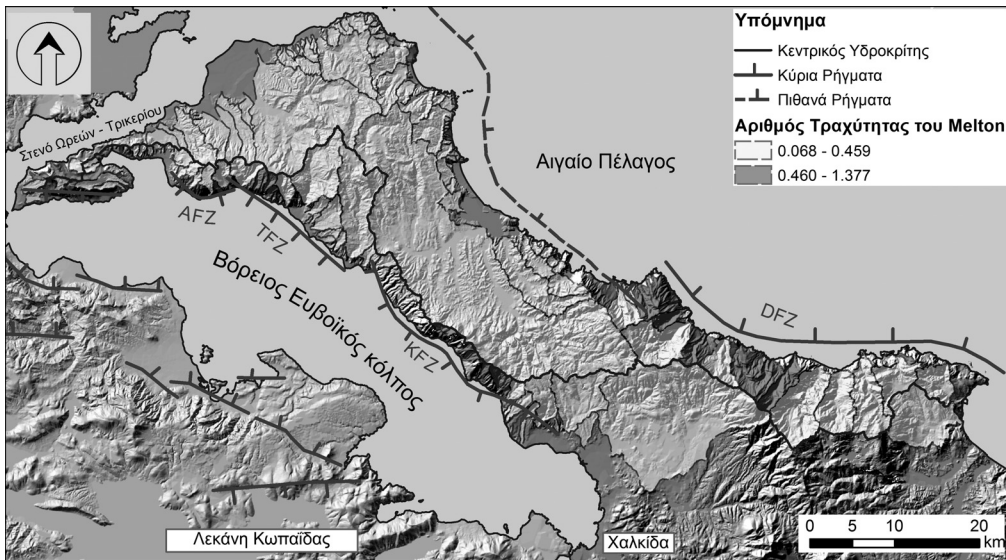 Υπόμνημα
Κεντρικός Υδροκρίτης
Κύρια Ρήγματα
Πιθανά Ρήγματα
Αριθμός Τραχύτητας του Melton
0.068 - 0.459
0.460 - 1.377
Στενό Ωρεών - Τρικερίου
Αιγαίο Πέλαγος
AFZ
TFZ
Βόρειος Ευβοϊκός κόλπος
KFZ
DFZ
Λεκάνη Κωπαΐδας
Χαλκίδα
0 5 10 20 30
km